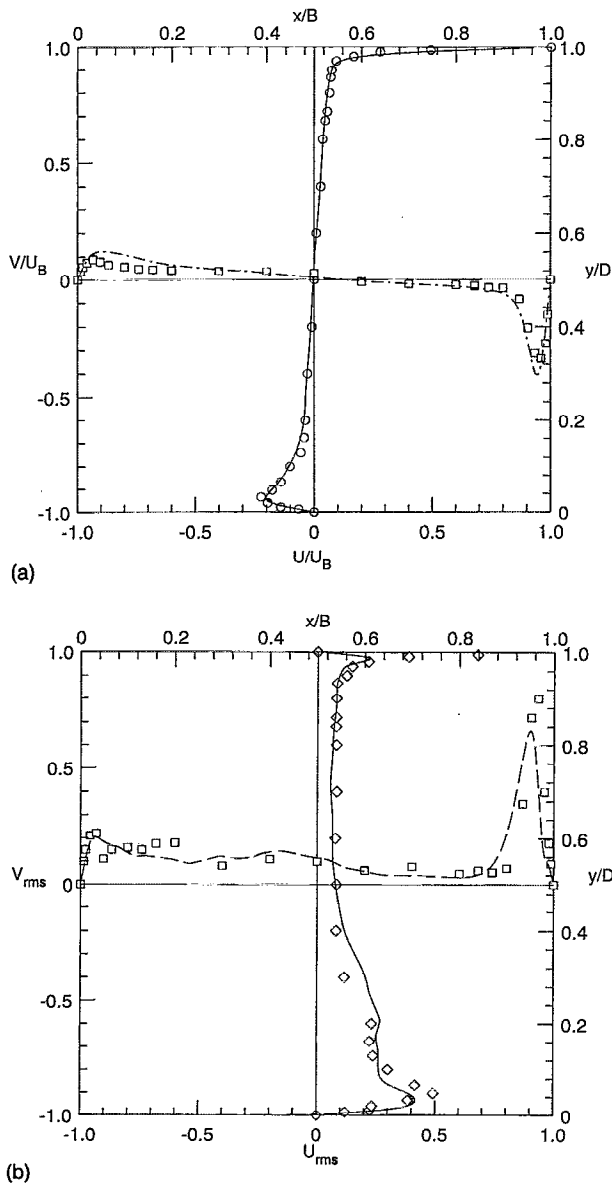 x/B
0 0.2 0.4 0.6 0.8 1.0
1.0 1.0
0.5 0.8
0.6
V/U_B
0 y/D
0.4
-0.5 0.2
-1.0 0
-1.0 -0.5 0 0.5 1.0
U/U_B
(a)
x/B
0 0.2 0.4 0.6 0.8 1.0
1.0 1.0
0.8
0.5
0.6
V_rms
0 y/D
0.4
-0.5
0.2
-1.0 0
-1.0 -0.5 0 0.5 1.0
U_rms
(b)